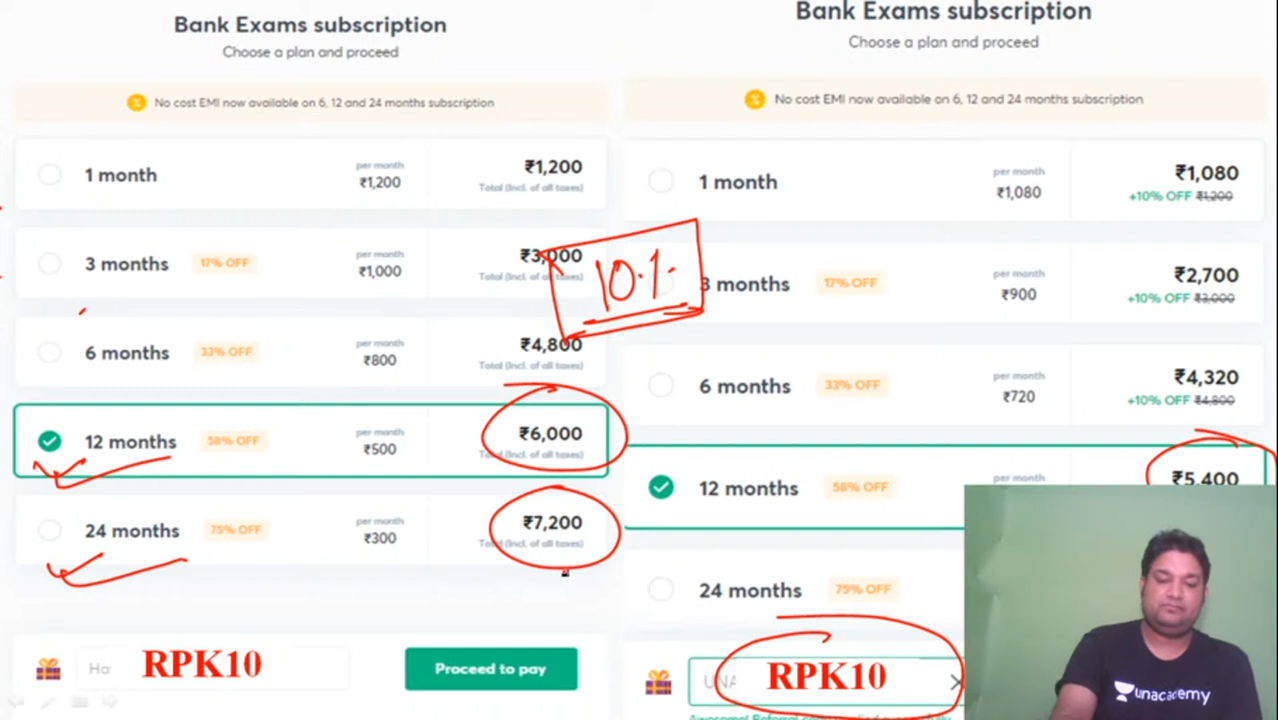 Bank Exams subscription
Choose a plan and proceed
No cost EMI now available on 6, 12 and 24 months subscription
1 month per month ₹1,200 ₹1,200 Total (Incl. of all taxes)
3 months 17% OFF per month ₹1,000 ₹3,000 Total (Incl. of all taxes)
6 months 33% OFF per month ₹800 ₹4,800 Total (Incl. of all taxes)
12 months 58% OFF per month ₹500 ₹6,000 Total (Incl. of all taxes)
24 months 75% OFF per month ₹300 ₹7,200 Total (Incl. of all taxes)
RPK10 Proceed to pay
10%
Bank Exams subscription
Choose a plan and proceed
No cost EMI now available on 6, 12 and 24 months subscription
1 month per month ₹1,080 ₹1,080 +10% OFF ₹1,200
3 months 17% OFF per month ₹900 ₹2,700 +10% OFF ₹3,000
6 months 33% OFF per month ₹720 ₹4,320 +10% OFF ₹4,800
12 months 58% OFF per month ₹5,400
24 months 75% OFF
RPK10
unacademy